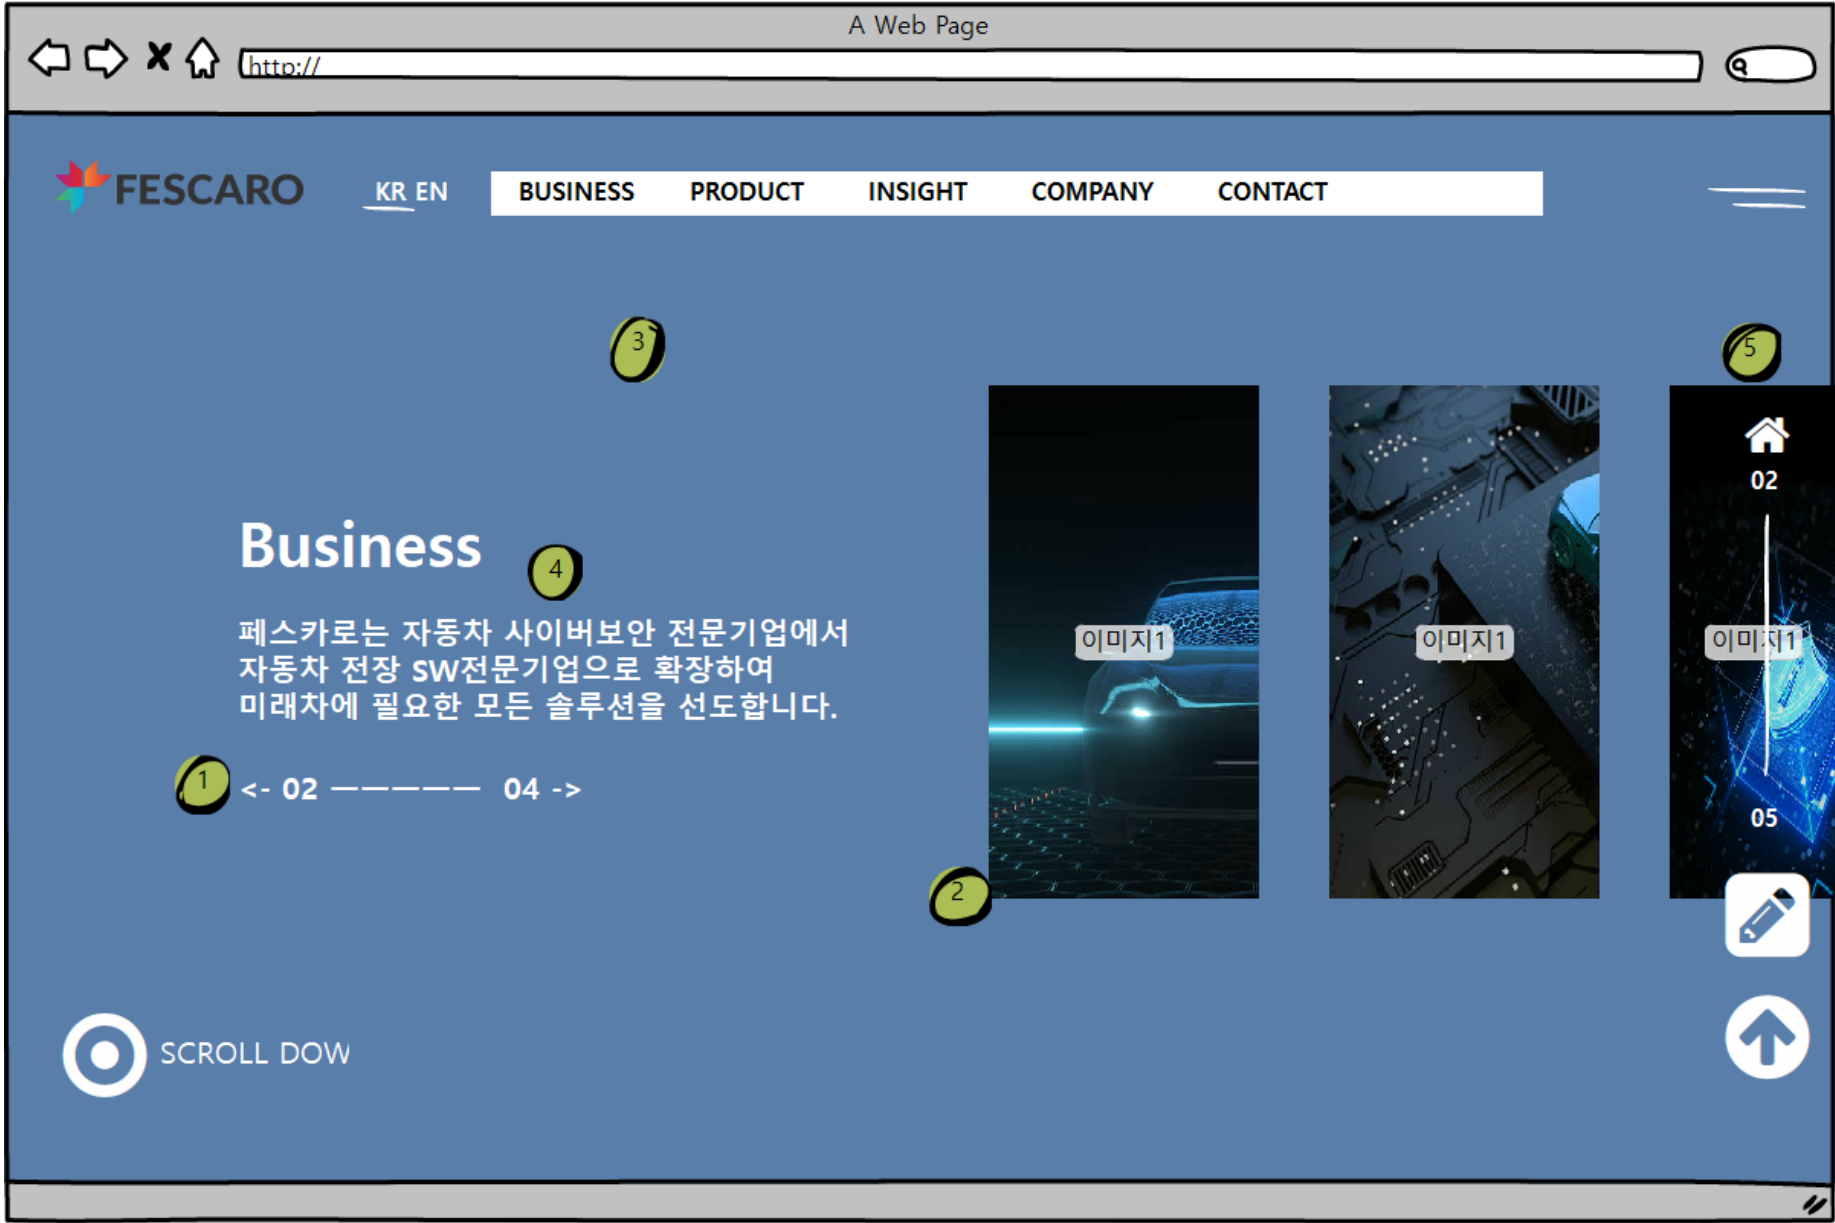 A Web Page
http://
FESCARO
KR EN
BUSINESS PRODUCT INSIGHT COMPANY CONTACT
3
5
02
Business
4
페스카로는 자동차 사이버보안 전문기업에서
자동차 전장 SW전문기업으로 확장하여
미래차에 필요한 모든 솔루션을 선도합니다.
이미지1
이미지1
이미지1
1
<- 02 ————— 04 ->
05
2
SCROLL DOW